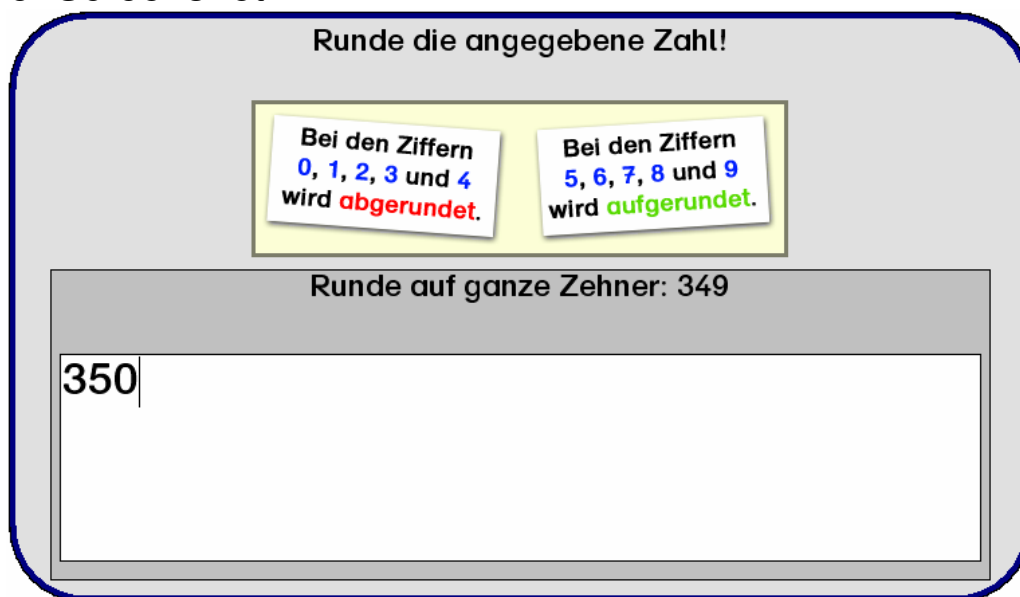 Runde die angegebene Zahl!
Bei den Ziffern
0, 1, 2, 3 und 4
wird abgerundet.
Bei den Ziffern
5, 6, 7, 8 und 9
wird aufgerundet.
Runde auf ganze Zehner: 349
350